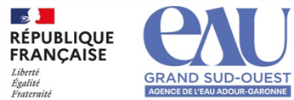 RÉPUBLIQUE
FRANÇAISE
Liberté
Égalité
Fraternité
eau
GRAND SUD-OUEST
AGENCE DE L'EAU ADOUR-GARONNE